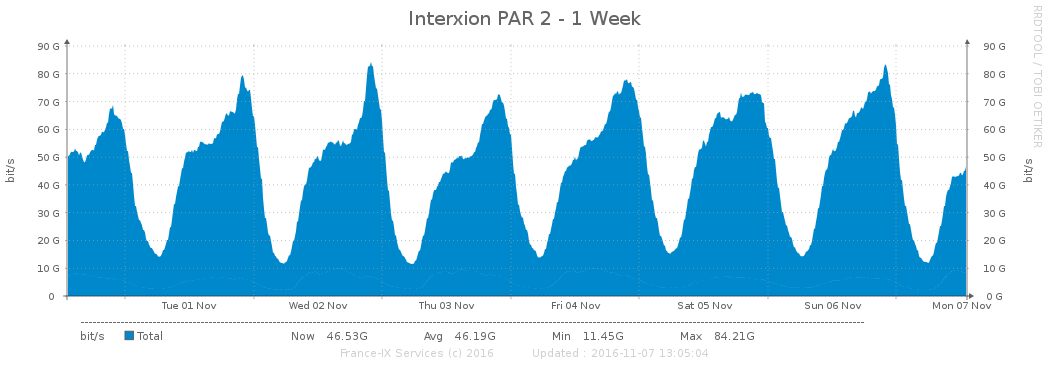 Interxion PAR 2 - 1 Week
RRDTOOL / TOBI OETIKER
bit/s
90 G 90 G
80 G 80 G
70 G 70 G
60 G 60 G
50 G 50 G
40 G 40 G
30 G 30 G
20 G 20 G
10 G 10 G
0 0 G
bit/s
Tue 01 Nov Wed 02 Nov Thu 03 Nov Fri 04 Nov Sat 05 Nov Sun 06 Nov Mon 07 Nov
bit/s Total Now 46.53G Avg 46.19G Min 11.45G Max 84.21G
France-IX Services (c) 2016 Updated : 2016-11-07 13:05:04